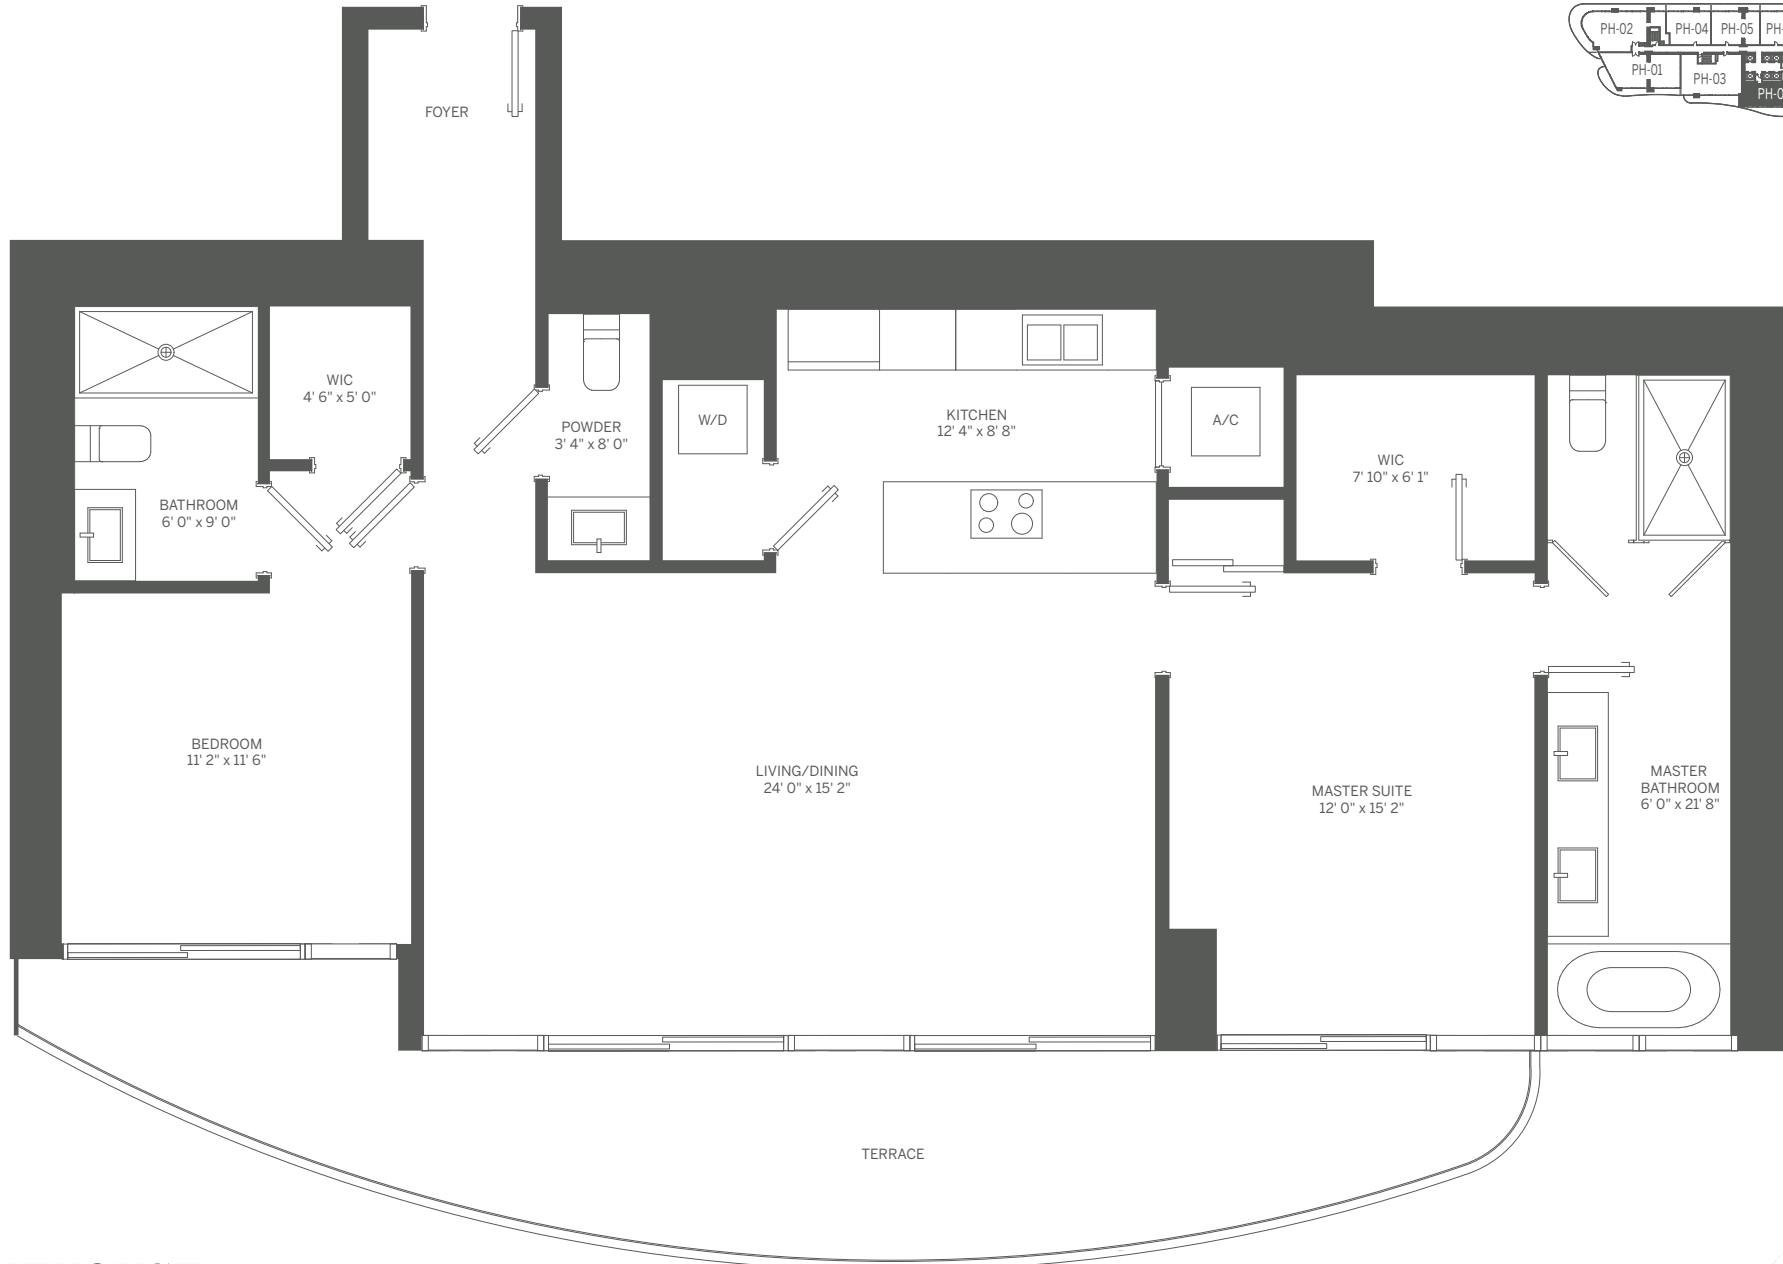 PH-02
PH-04
PH-05
PH-01
PH-03
FOYER
WIC
4' 6" x 5' 0"
POWDER
3' 4" x 8' 0"
W/D
KITCHEN
12' 4" x 8' 8"
A/C
WIC
7' 10" x 6' 1"
BATHROOM
6' 0" x 9' 0"
BEDROOM
11' 2" x 11' 6"
LIVING/DINING
24' 0" x 15' 2"
MASTER SUITE
12' 0" x 15' 2"
MASTER
BATHROOM
6' 0" x 21' 8"
TERRACE